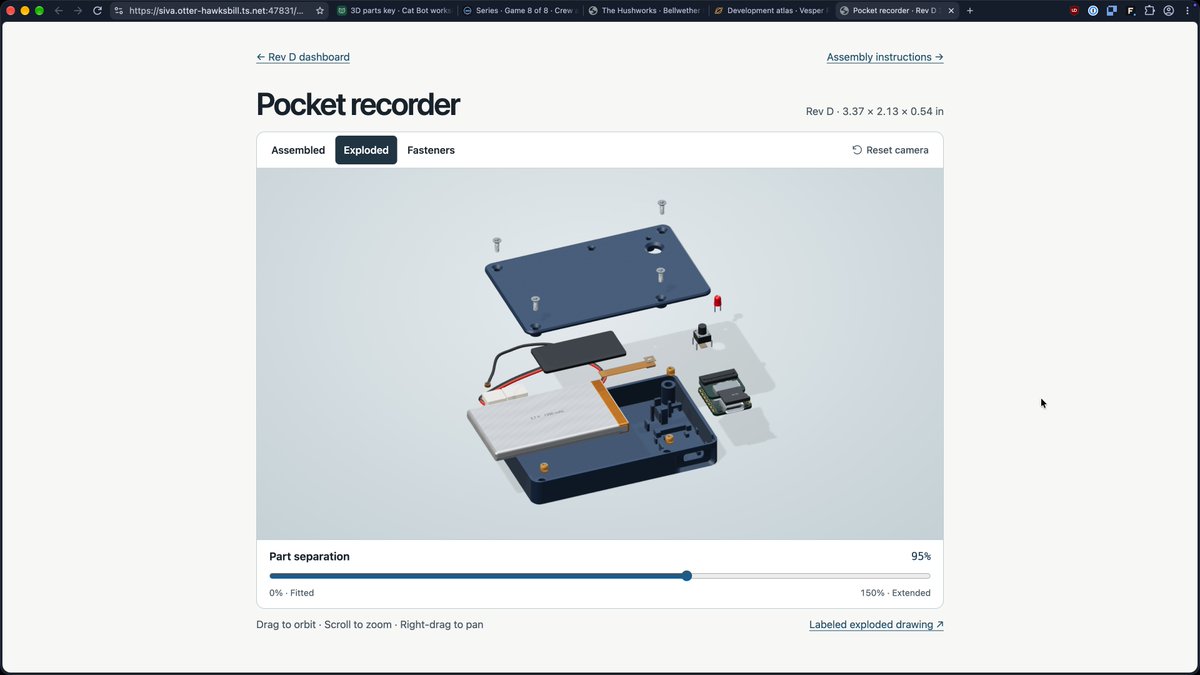 https://siva.otter-hawksbill.ts.net:47831/...
3D parts key · Cat Bot works
Series · Game 8 of 8 · Crew
The Hushworks · Bellwether
Development atlas · Vesper
Pocket recorder · Rev D
← Rev D dashboard
Assembly instructions →
Pocket recorder
Rev D · 3.37 × 2.13 × 0.54 in
Assembled
Exploded
Fasteners
Reset camera
Part separation
95%
0% · Fitted
150% · Extended
Drag to orbit · Scroll to zoom · Right-drag to pan
Labeled exploded drawing ↗